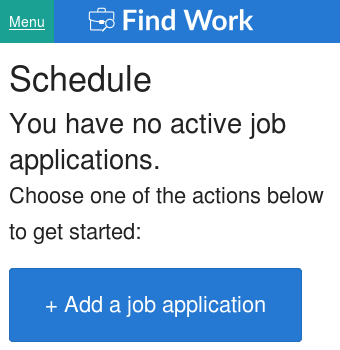 Menu
Find Work
Schedule
You have no active job
applications.
Choose one of the actions below
to get started:
+ Add a job application